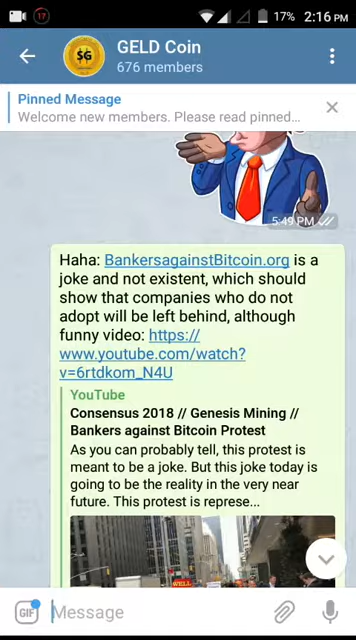 17
17%
2:16 PM
$G
GELD Coin
676 members
Pinned Message
Welcome new members. Please read pinned...
5:49 PM
Haha: BankersagainstBitcoin.org is a
joke and not existent, which should
show that companies who do not
adopt will be left behind, although
funny video: https://
www.youtube.com/watch?
v=6rtdkom_N4U
YouTube
Consensus 2018 // Genesis Mining //
Bankers against Bitcoin Protest
As you can probably tell, this protest is
meant to be a joke. But this joke today is
going to be the reality in the very near
future. This protest is represe...
WELL
GIF
Message